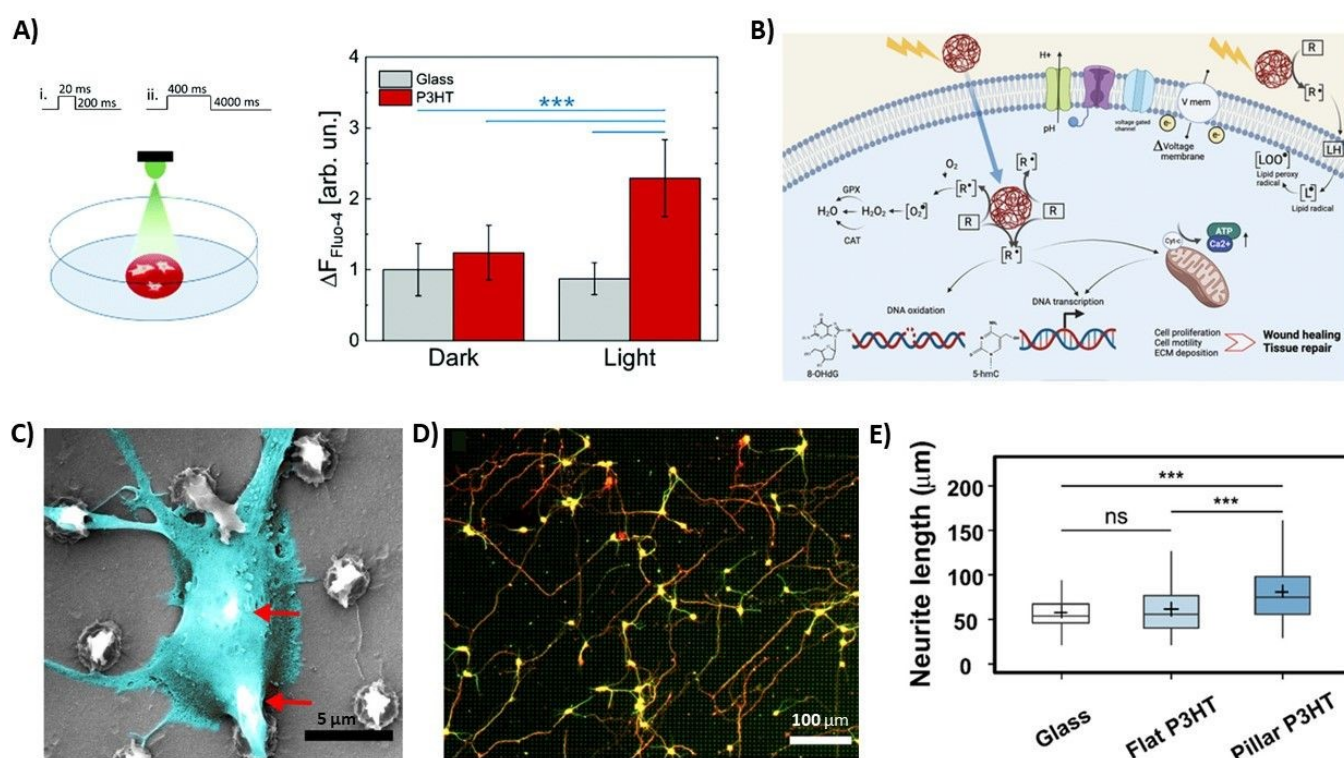 A)
i.
20 ms
200 ms
ii.
400 ms
4000 ms
ΔF Fluo-4 [arb. un.]
5
4
3
2
1
0
Glass
P3HT
***
Dark
Light
B)
H+
pH
voltage gated
channel
V mem
e-
e-
Δ Voltage
membrane
R
[R•]
LH
[LOO•]
Lipid peroxy
radical
[L•]
Lipid radical
O₂
[R•]
[R•]
GPX
H₂O
H₂O₂
[O₂•]
CAT
R
R
[R•]
Cyt-c
ATP
Ca2+
DNA oxidation
DNA transcription
8-OHdG
5-hmC
Cell proliferation
Cell motility
ECM deposition
Wound healing
Tissue repair
C)
5 μm
D)
100 μm
E)
Neurite length (μm)
200
150
100
50
0
***
***
ns
Glass
Flat P3HT
Pillar P3HT